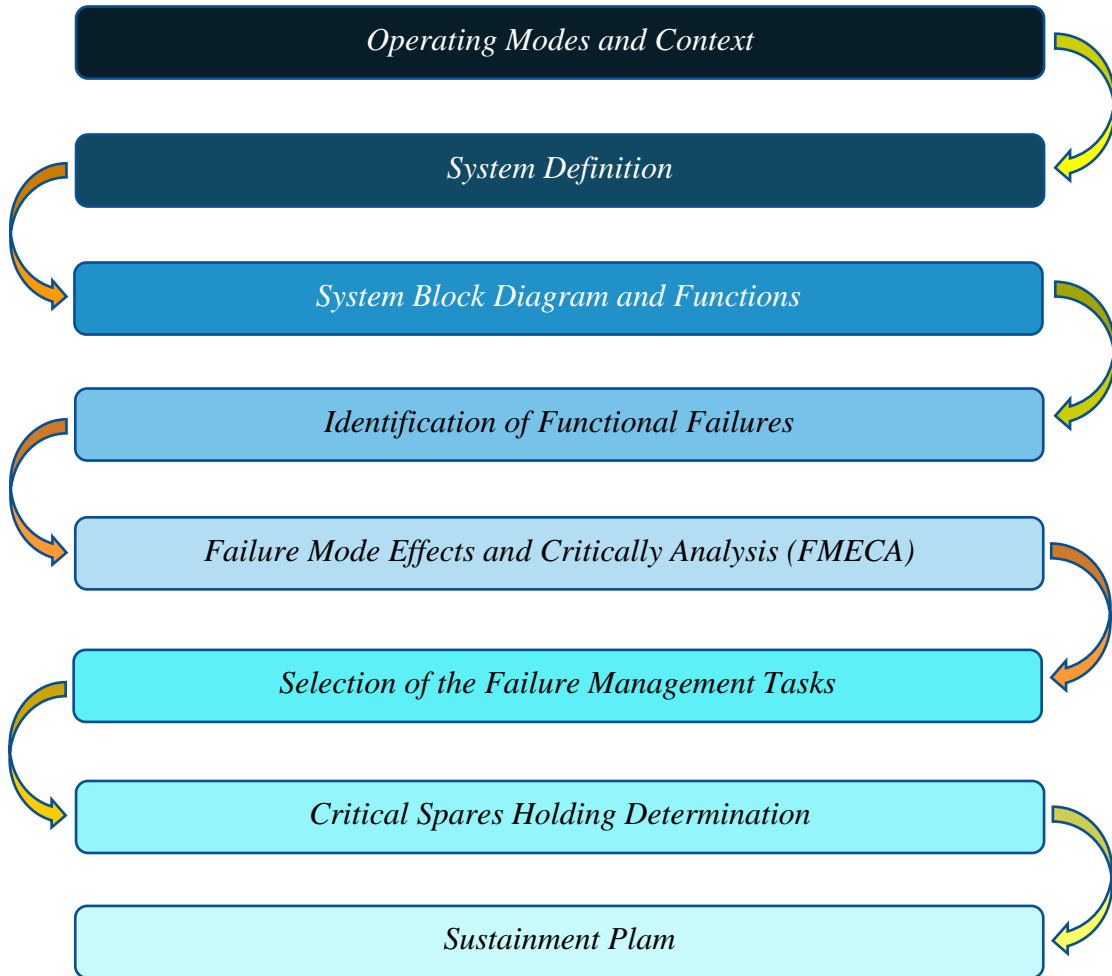 Operating Modes and Context
System Definition
System Block Diagram and Functions
Identification of Functional Failures
Failure Mode Effects and Critically Analysis (FMECA)
Selection of the Failure Management Tasks
Critical Spares Holding Determination
Sustainment Plam